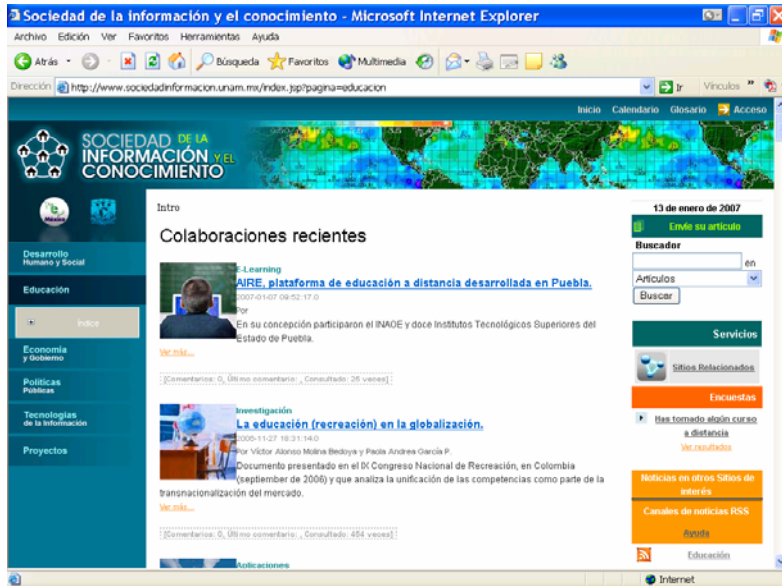 Sociedad de la información y el conocimiento - Microsoft Internet Explorer
Archivo Edición Ver Favoritos Herramientas Ayuda
Atrás Búsqueda Favoritos Multimedia
Dirección http://www.sociedadinformacion.unam.mx/index.jsp?pagina=educacion Ir Vínculos »
Inicio Calendario Glosario Acceso
SOCIEDAD DE LA
INFORMACIÓN Y EL
CONOCIMIENTO
e
México
Desarrollo
Humano y Social
Educación
Índice
Economía
y Gobierno
Políticas
Públicas
Tecnologías
de la Información
Proyectos
Intro
Colaboraciones recientes
E-Learning
AIRE, plataforma de educación a distancia desarrollada en Puebla.
2007-01-07 09:52:17.0
Por
En su concepción participaron el INAOE y doce Institutos Tecnológicos Superiores del
Estado de Puebla.
Ver más...
[Comentarios: 0, Último comentario: , Consultado: 25 veces]
Investigación
La educación (recreación) en la globalización.
2006-11-27 18:31:14.0
Por Víctor Alonso Molina Bedoya y Paola Andrea García P.
Documento presentado en el IX Congreso Nacional de Recreación, en Colombia
(septiembre de 2006) y que analiza la unificación de las competencias como parte de la
transnacionalización del mercado.
Ver más...
[Comentarios: 0, Último comentario: , Consultado: 454 veces]
Aplicaciones
13 de enero de 2007
Envíe su artículo
Buscador
en
Artículos
Buscar
Servicios
Sitios Relacionados
Encuestas
Has tomado algún curso
a distancia
Ver resultados
Noticias en otros Sitios de
interés
Canales de noticias RSS
Ayuda
Educación
Internet